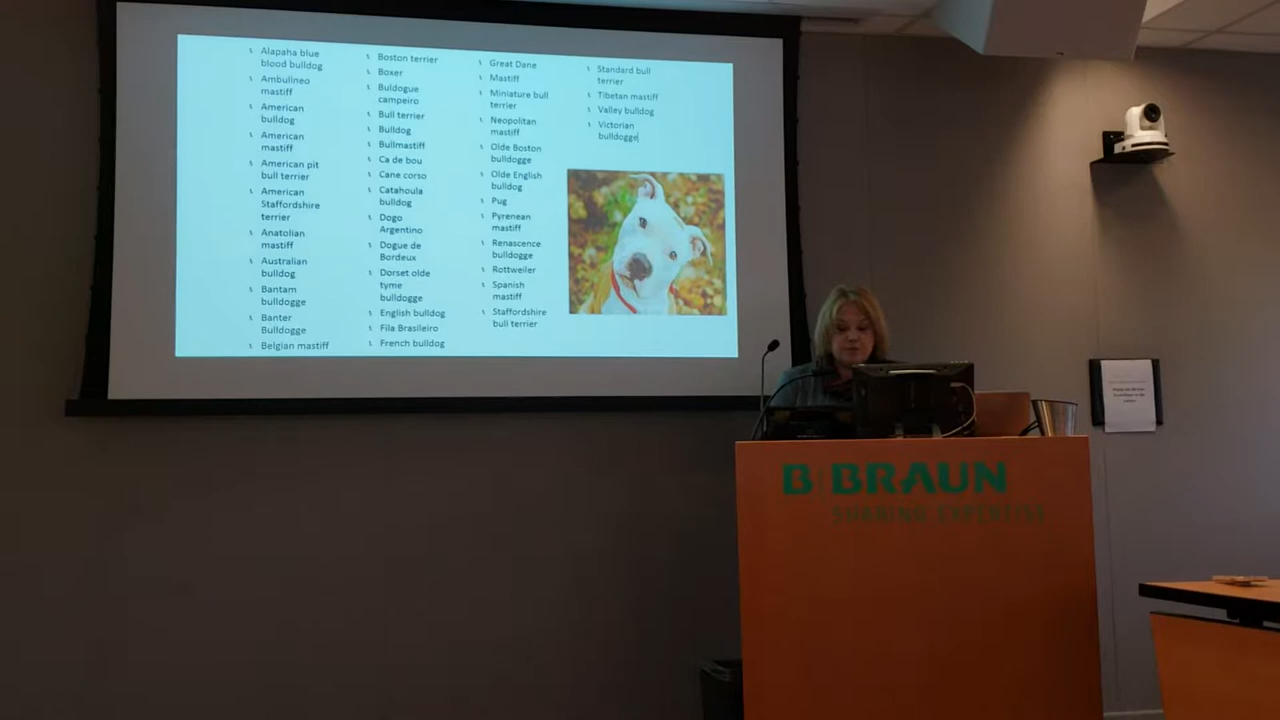 Alapaha blue
blood bulldog
Ambullneo
mastiff
American
bulldog
American
mastiff
American pit
bull terrier
American
Staffordshire
terrier
Anatolian
mastiff
Australian
bulldog
Bantam
bulldogge
Banter
Bulldogge
Belgian mastiff
Boston terrier
Boxer
Buldogue
campeiro
Bull terrier
Bulldog
Bullmastiff
Ca de bou
Cane corso
Catahoula
bulldog
Dogo
Argentino
Dogue de
Bordeux
Dorset olde
tyme
bulldogge
English bulldog
Fila Brasileiro
French bulldog
Great Dane
Mastiff
Miniature bull
terrier
Neopolitan
mastiff
Olde Boston
bulldogge
Olde English
bulldog
Pug
Pyrenean
mastiff
Renascence
bulldogge
Rottweiler
Spanish
mastiff
Staffordshire
bull terrier
Standard bull
terrier
Tibetan mastiff
Valley bulldog
Victorian
bulldogge
B|BRAUN
SHARING EXPERTISE